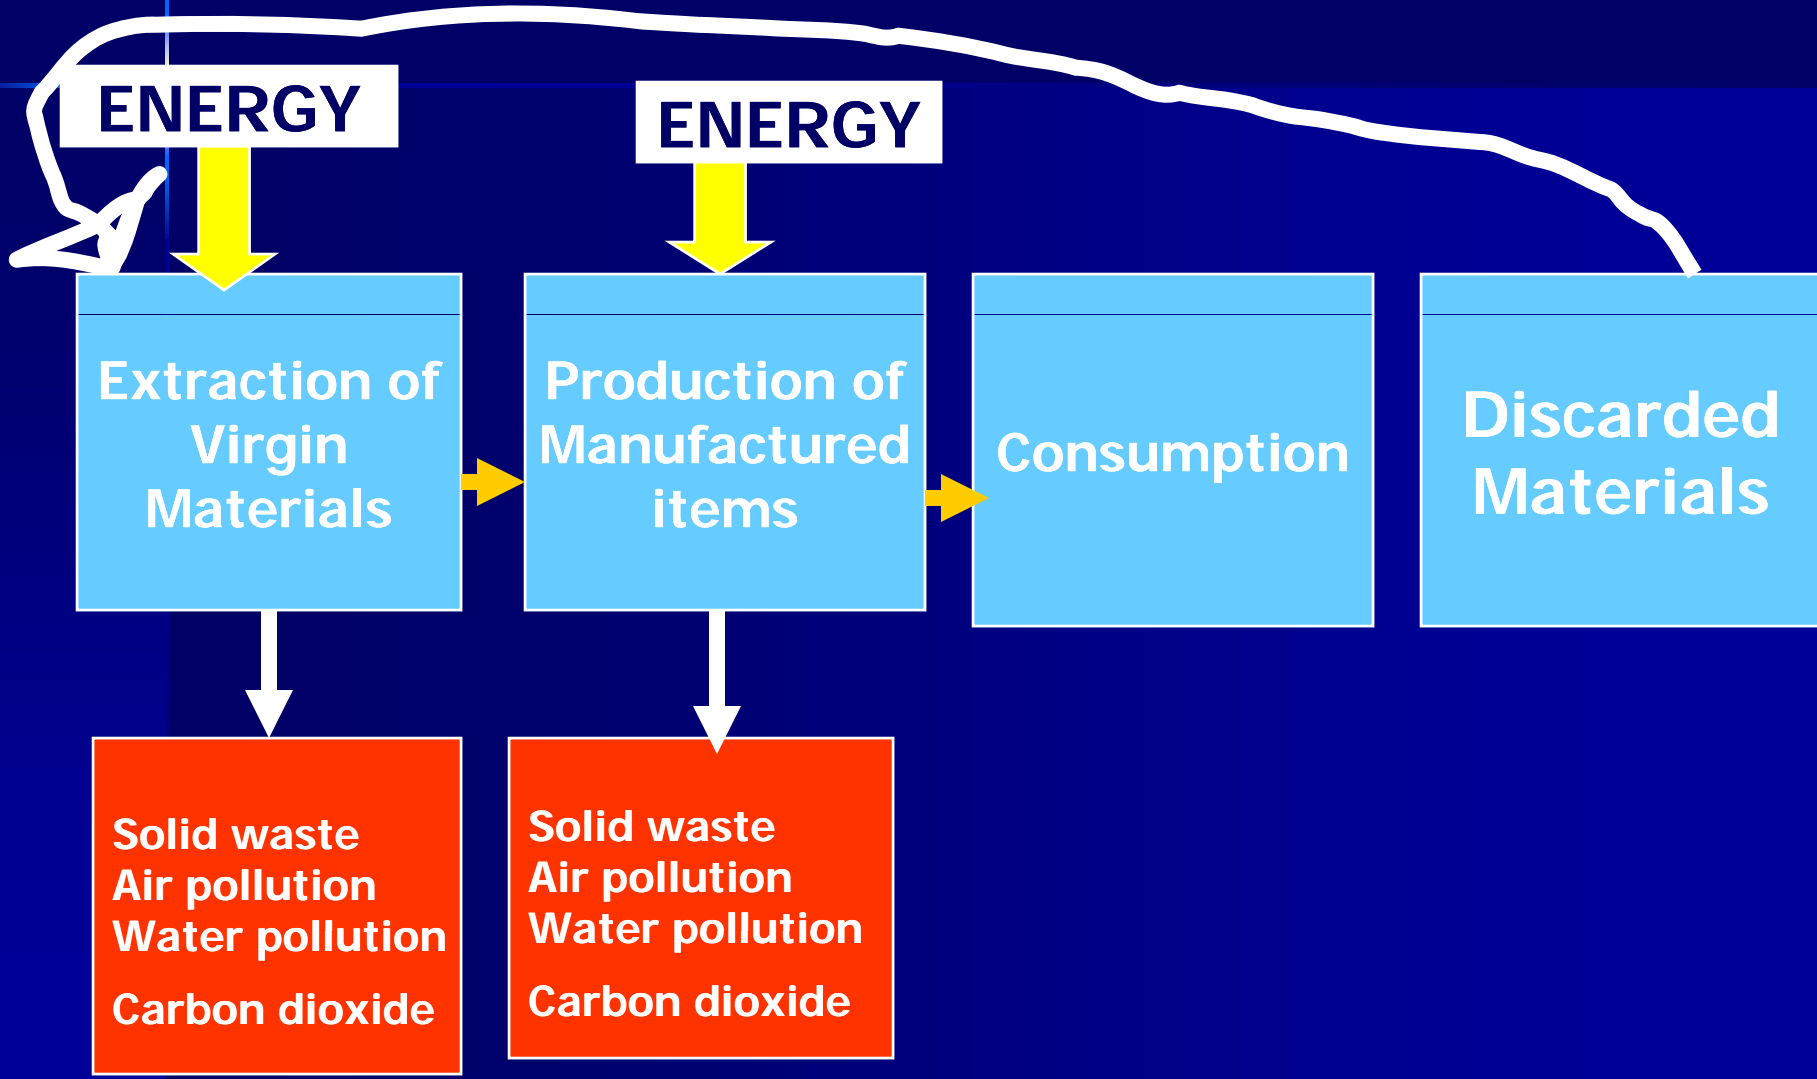 ENERGY
ENERGY
Extraction of
Virgin
Materials
Production of
Manufactured
items
Consumption
Discarded
Materials
Solid waste
Air pollution
Water pollution
Carbon dioxide
Solid waste
Air pollution
Water pollution
Carbon dioxide